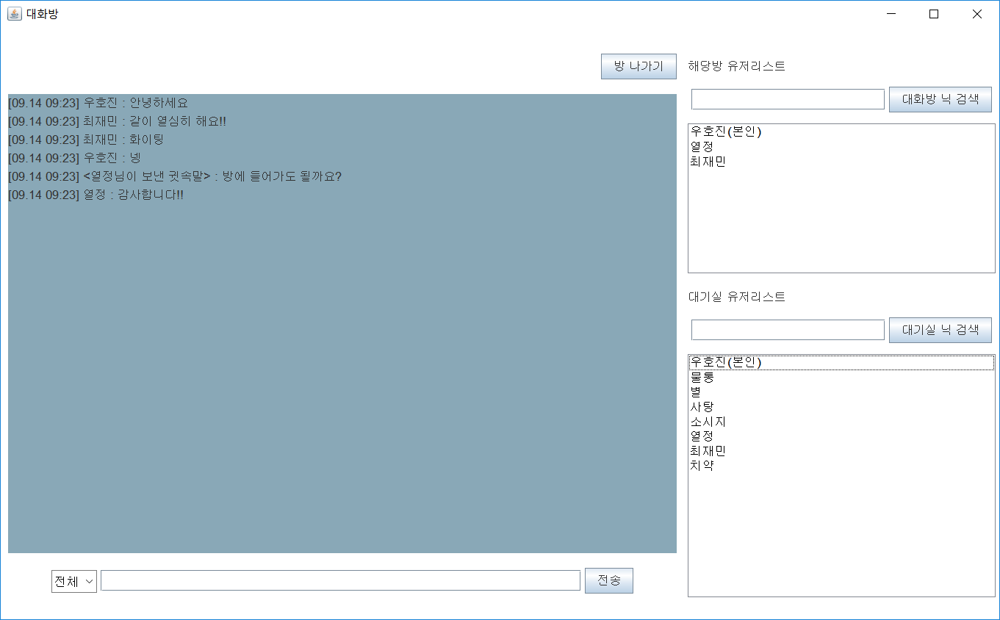 대화방
방 나가기
[09.14 09:23] 우호진 : 안녕하세요
[09.14 09:23] 최재민 : 같이 열심히 해요!!
[09.14 09:23] 최재민 : 화이팅
[09.14 09:23] 우호진 : 넹
[09.14 09:23] <열정님이 보낸 귓속말> : 방에 들어가도 될까요?
[09.14 09:23] 열정 : 감사합니다!!
전체
전송
해당방 유저리스트
대화방 닉 검색
우호진(본인)
열정
최재민
대기실 유저리스트
대기실 닉 검색
우호진(본인)
물통
별
사탕
소시지
열정
최재민
치약